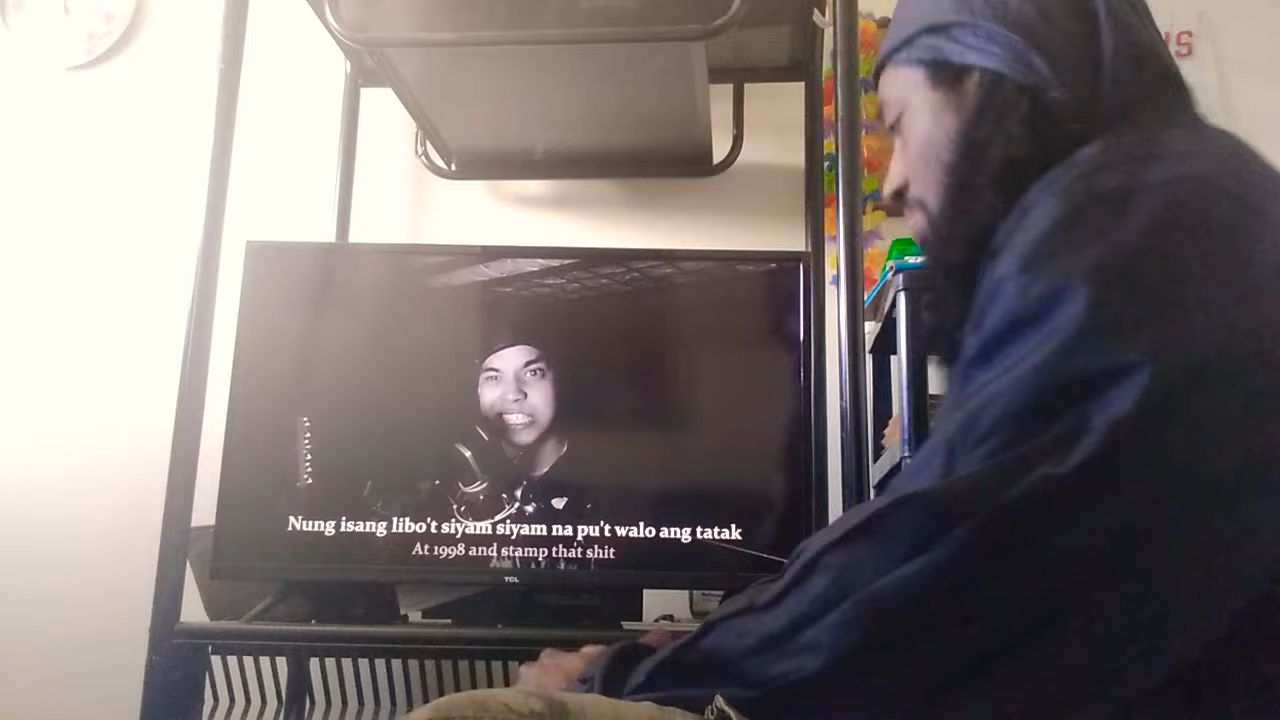 Nung isang libo't siyam siyam na pu't walo ang tatak
At 1998 and stamp that shit
TCL